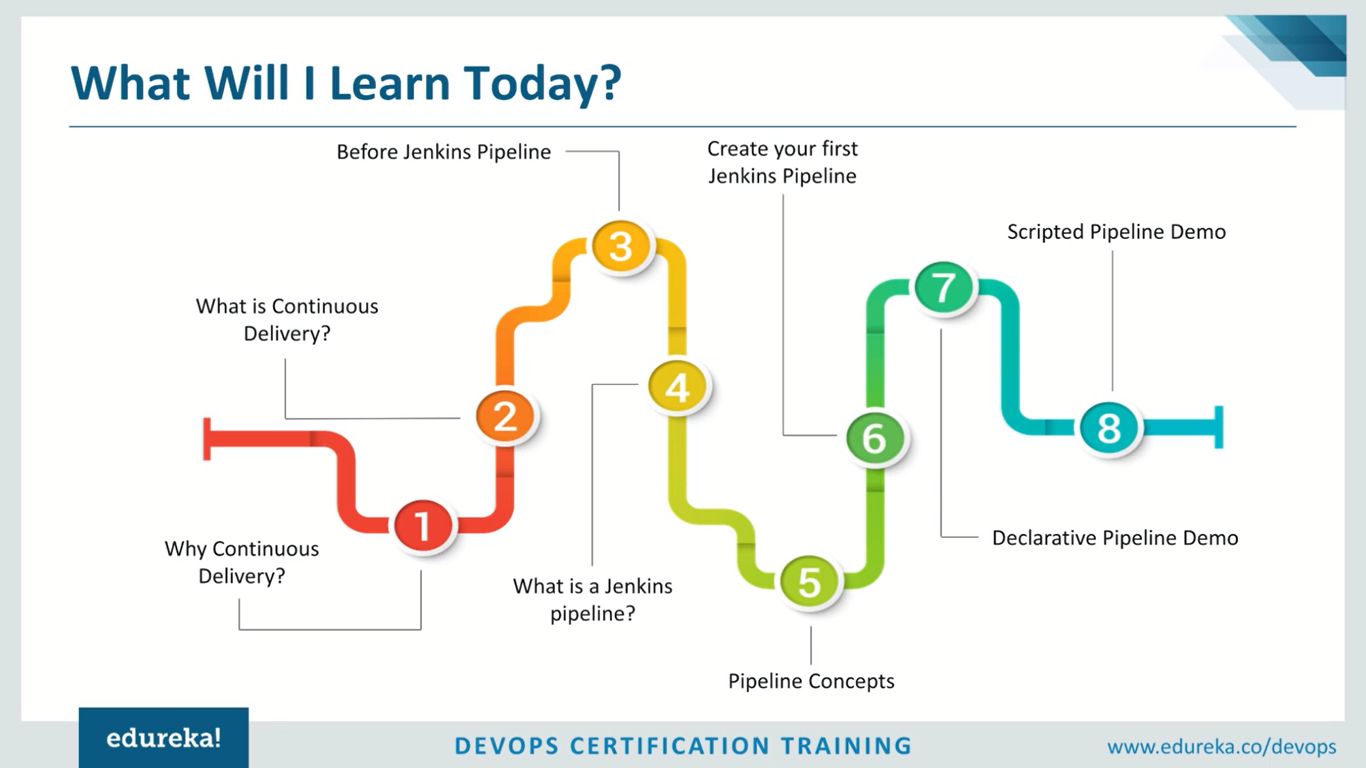 What Will I Learn Today?
Before Jenkins Pipeline
Create your first
Jenkins Pipeline
Scripted Pipeline Demo
What is Continuous
Delivery?
Why Continuous
Delivery?
What is a Jenkins
pipeline?
Declarative Pipeline Demo
Pipeline Concepts
1
2
3
4
5
6
7
8
edureka!
DEVOPS CERTIFICATION TRAINING
www.edureka.co/devops